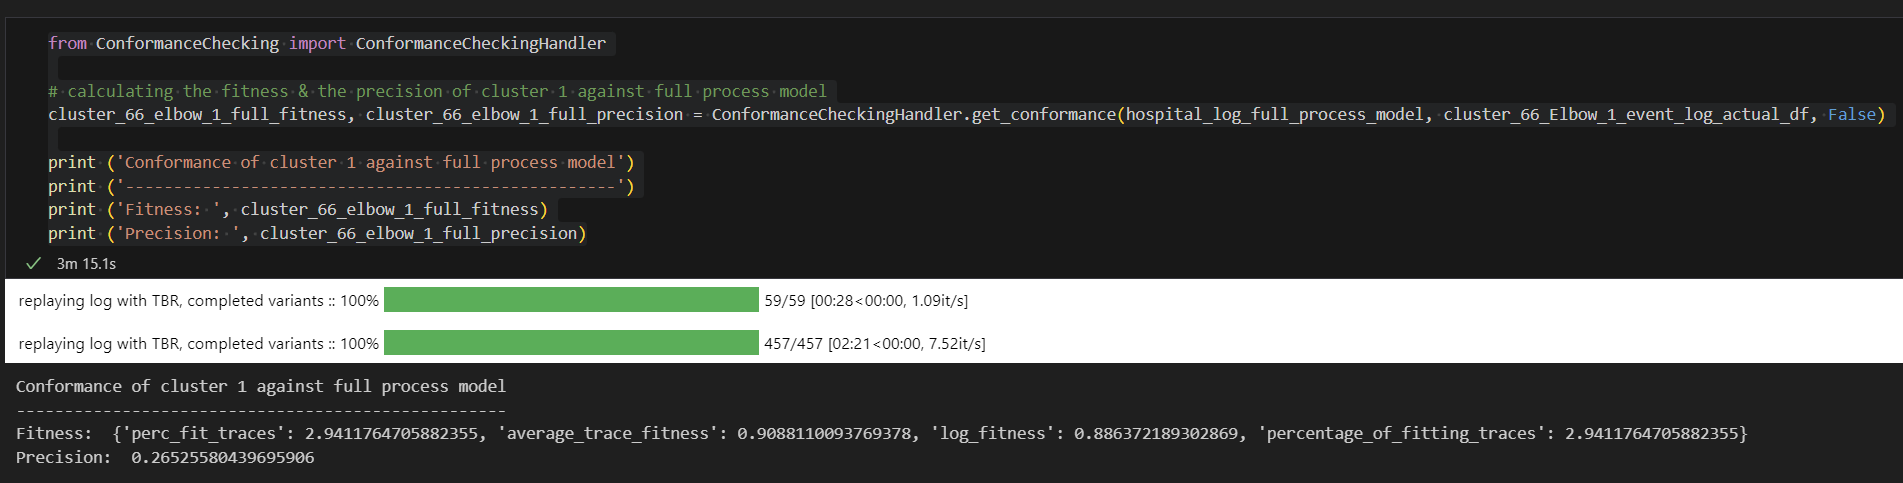 from ConformanceChecking import ConformanceCheckingHandler
# calculating the fitness & the precision of cluster 1 against full process model
cluster_66_elbow_1_full_fitness, cluster_66_elbow_1_full_precision = ConformanceCheckingHandler.get_conformance(hospital_log_full_process_model, cluster_66_Elbow_1_event_log_actual_df, False)
print ('Conformance of cluster 1 against full process model')
print ('---------------------------------------------------')
print ('Fitness: ', cluster_66_elbow_1_full_fitness)
print ('Precision: ', cluster_66_elbow_1_full_precision)
3m 15.1s
replaying log with TBR, completed variants :: 100% 59/59 [00:28<00:00, 1.09it/s]
replaying log with TBR, completed variants :: 100% 457/457 [02:21<00:00, 7.52it/s]
Conformance of cluster 1 against full process model
---------------------------------------------------
Fitness:  {'perc_fit_traces': 2.9411764705882355, 'average_trace_fitness': 0.9088110093769378, 'log_fitness': 0.886372189302869, 'percentage_of_fitting_traces': 2.9411764705882355}
Precision:  0.26525580439695906